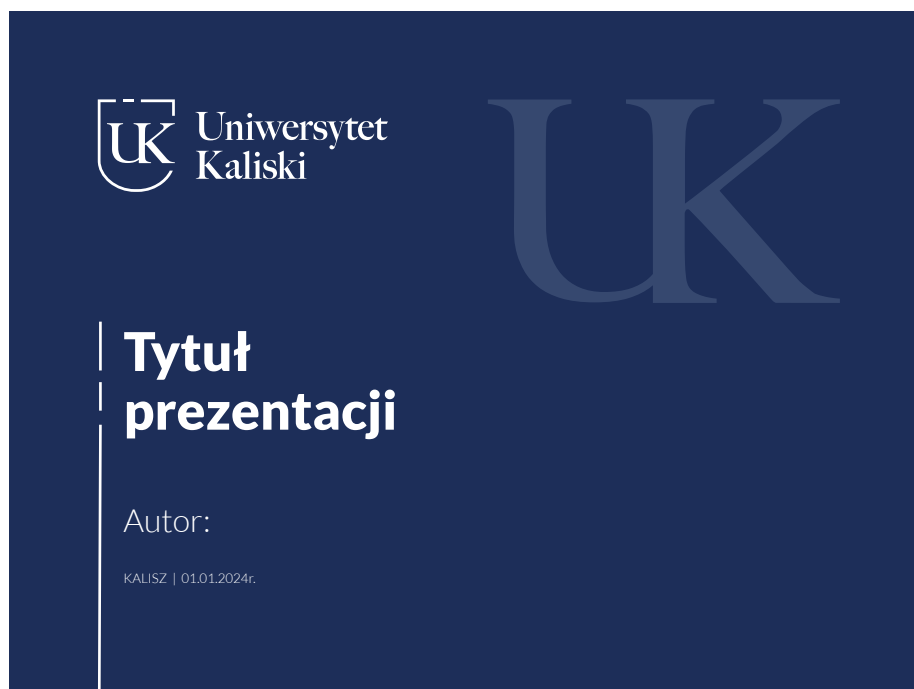 UK
Uniwersytet
Kaliski
UK
Tytuł
prezentacji
Autor:
KALISZ | 01.01.2024r.